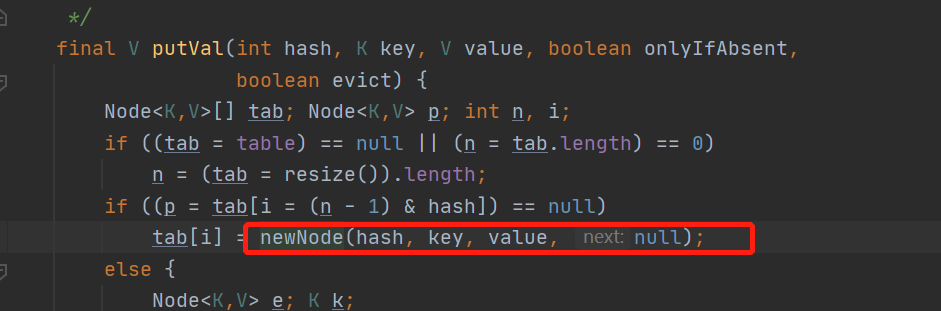 */
final V putVal(int hash, K key, V value, boolean onlyIfAbsent,
boolean evict) {
Node<K,V>[] tab; Node<K,V> p; int n, i;
if ((tab = table) == null || (n = tab.length) == 0)
n = (tab = resize()).length;
if ((p = tab[i = (n - 1) & hash]) == null)
tab[i] = newNode(hash, key, value, next: null);
else {
Node<K,V> e; K k;